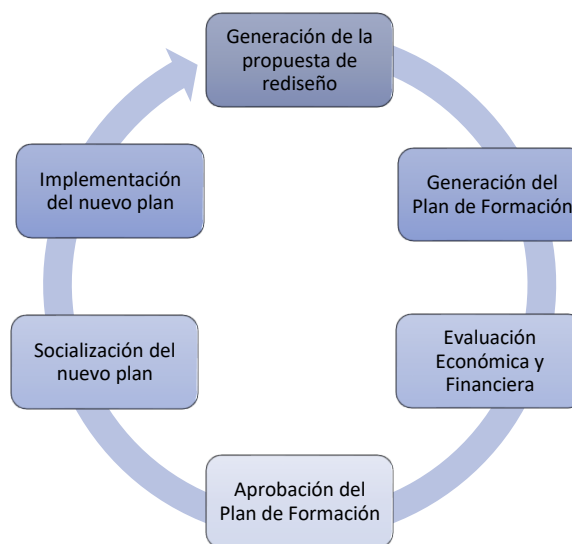 Generación de la
propuesta de
rediseño
Generación del
Plan de Formación
Evaluación
Económica y
Financiera
Aprobación del
Plan de Formación
Socialización del
nuevo plan
Implementación
del nuevo plan